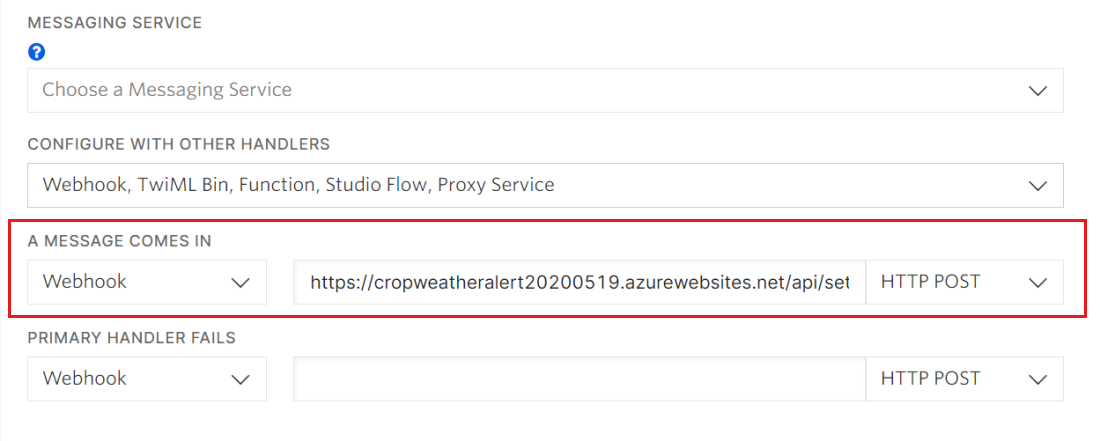 MESSAGING SERVICE
?
Choose a Messaging Service
CONFIGURE WITH OTHER HANDLERS
Webhook, TwiML Bin, Function, Studio Flow, Proxy Service
A MESSAGE COMES IN
Webhook https://cropweatheralert20200519.azurewebsites.net/api/set HTTP POST
PRIMARY HANDLER FAILS
Webhook HTTP POST